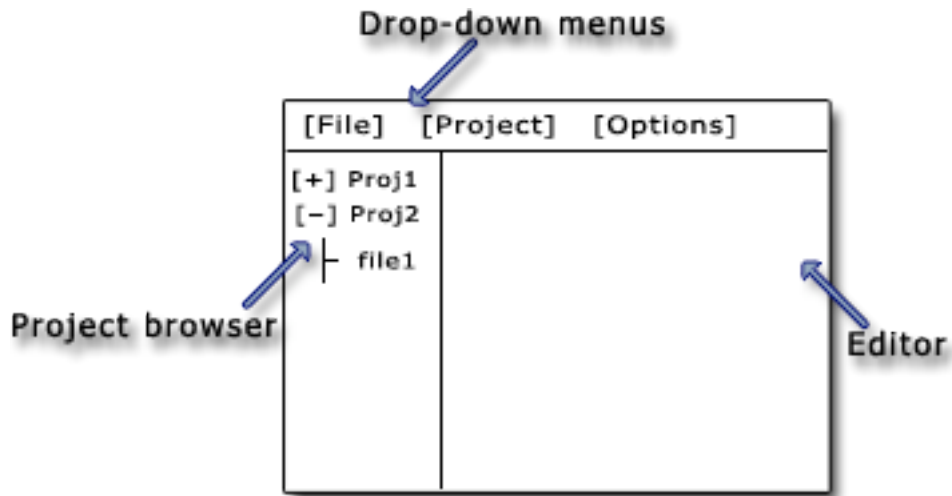 Drop-down menus
[File] [Project] [Options]
[+] Proj1
[-] Proj2
file1
Project browser
Editor